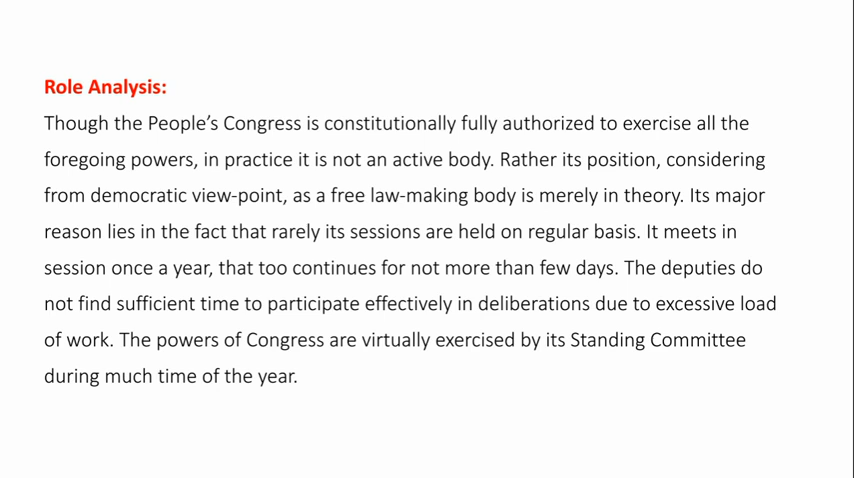 Role Analysis:
Though the People’s Congress is constitutionally fully authorized to exercise all the
foregoing powers, in practice it is not an active body. Rather its position, considering
from democratic view-point, as a free law-making body is merely in theory. Its major
reason lies in the fact that rarely its sessions are held on regular basis. It meets in
session once a year, that too continues for not more than few days. The deputies do
not find sufficient time to participate effectively in deliberations due to excessive load
of work. The powers of Congress are virtually exercised by its Standing Committee
during much time of the year.